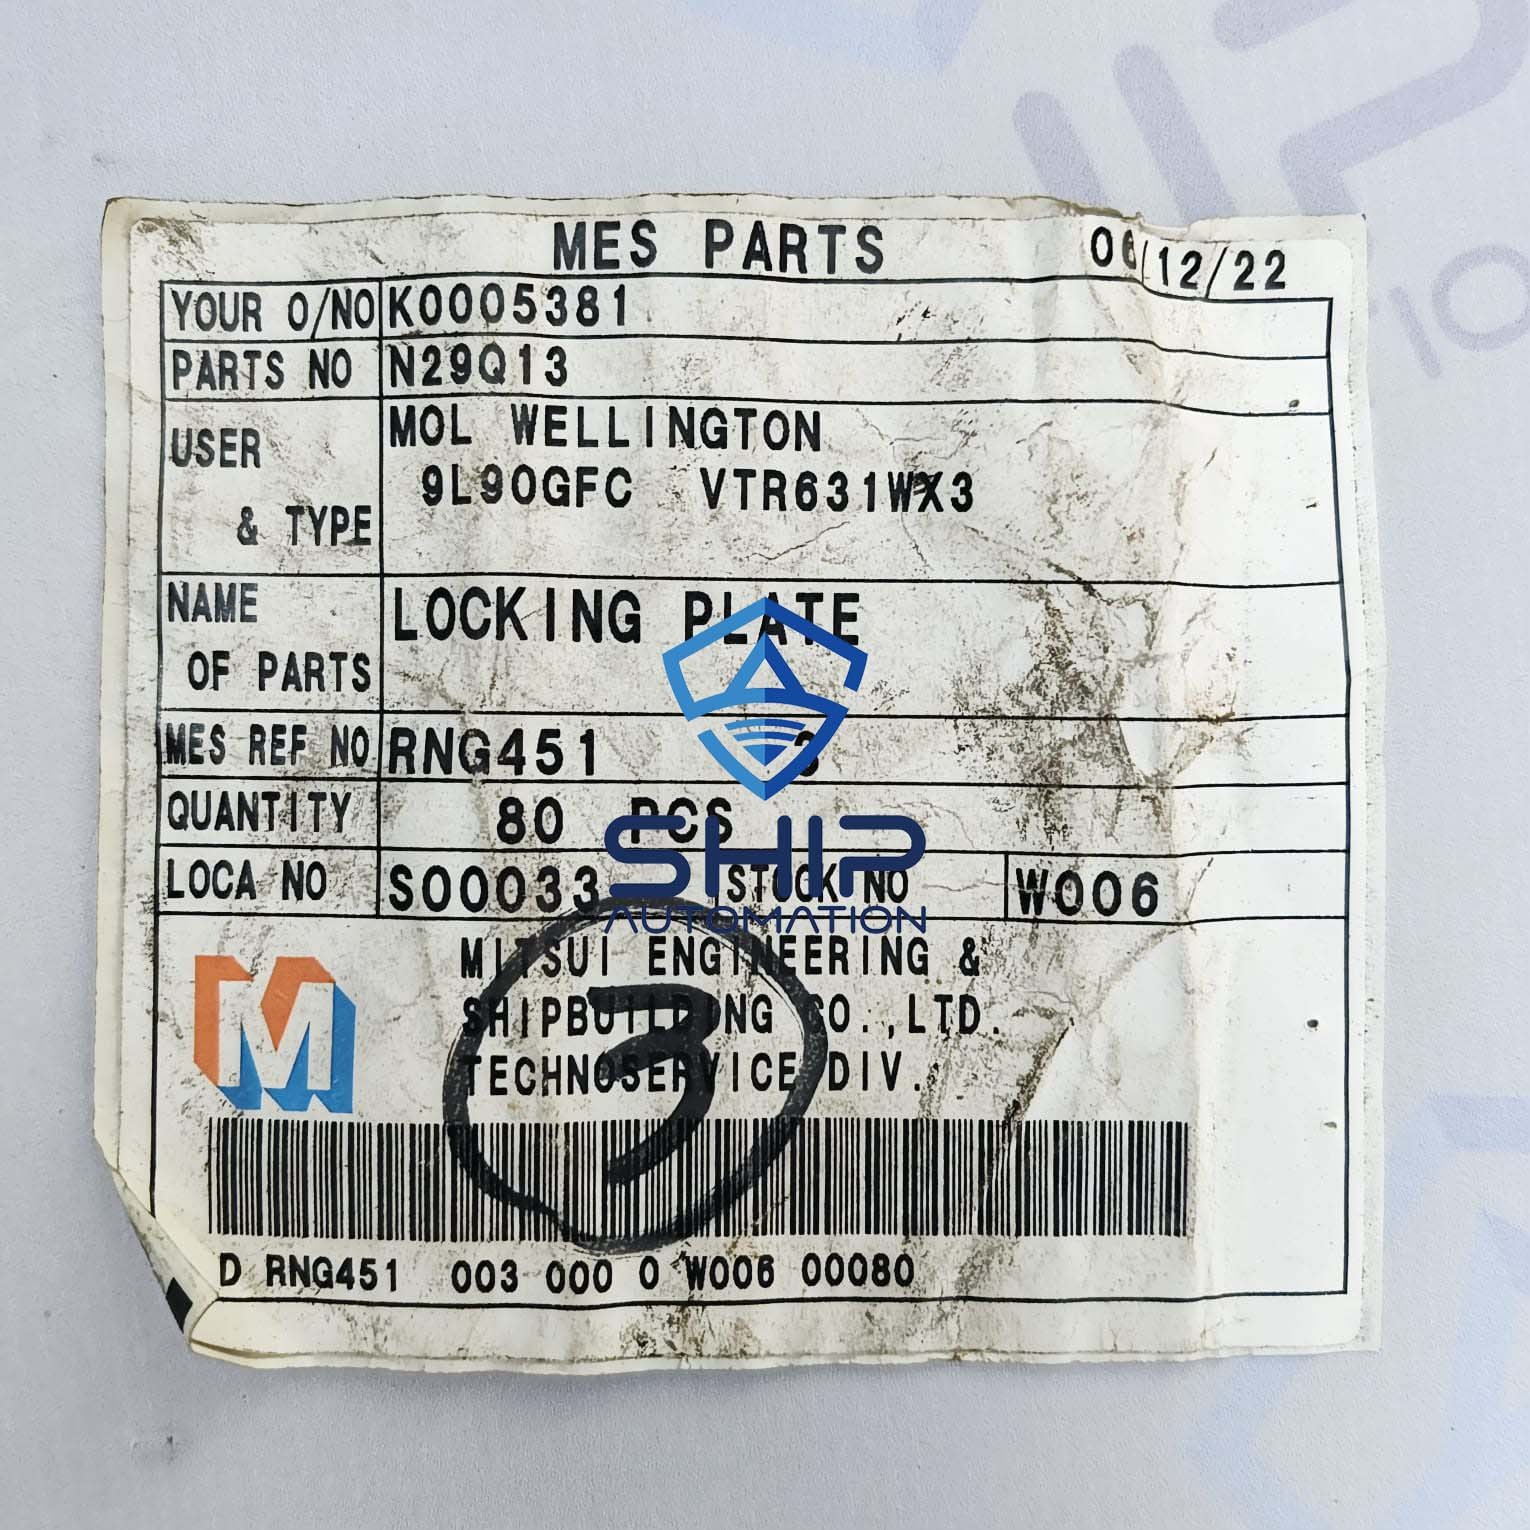 MES PARTS 06/12/22
YOUR O/NO K0005381
PARTS NO N29Q13
USER & TYPE MOL WELLINGTON
9L90GFC VTR631WX3
NAME OF PARTS LOCKING PLATE
MES REF NO RNG451 3
QUANTITY 80 PCS
LOCA NO S00033 STOCK NO W006
SHIP
AUTOMATION
MITSUI ENGINEERING &
SHIPBUILDING CO.,LTD.
TECHNOSERVICE DIV.
3
M
D RNG451 003 000 0 W006 00080